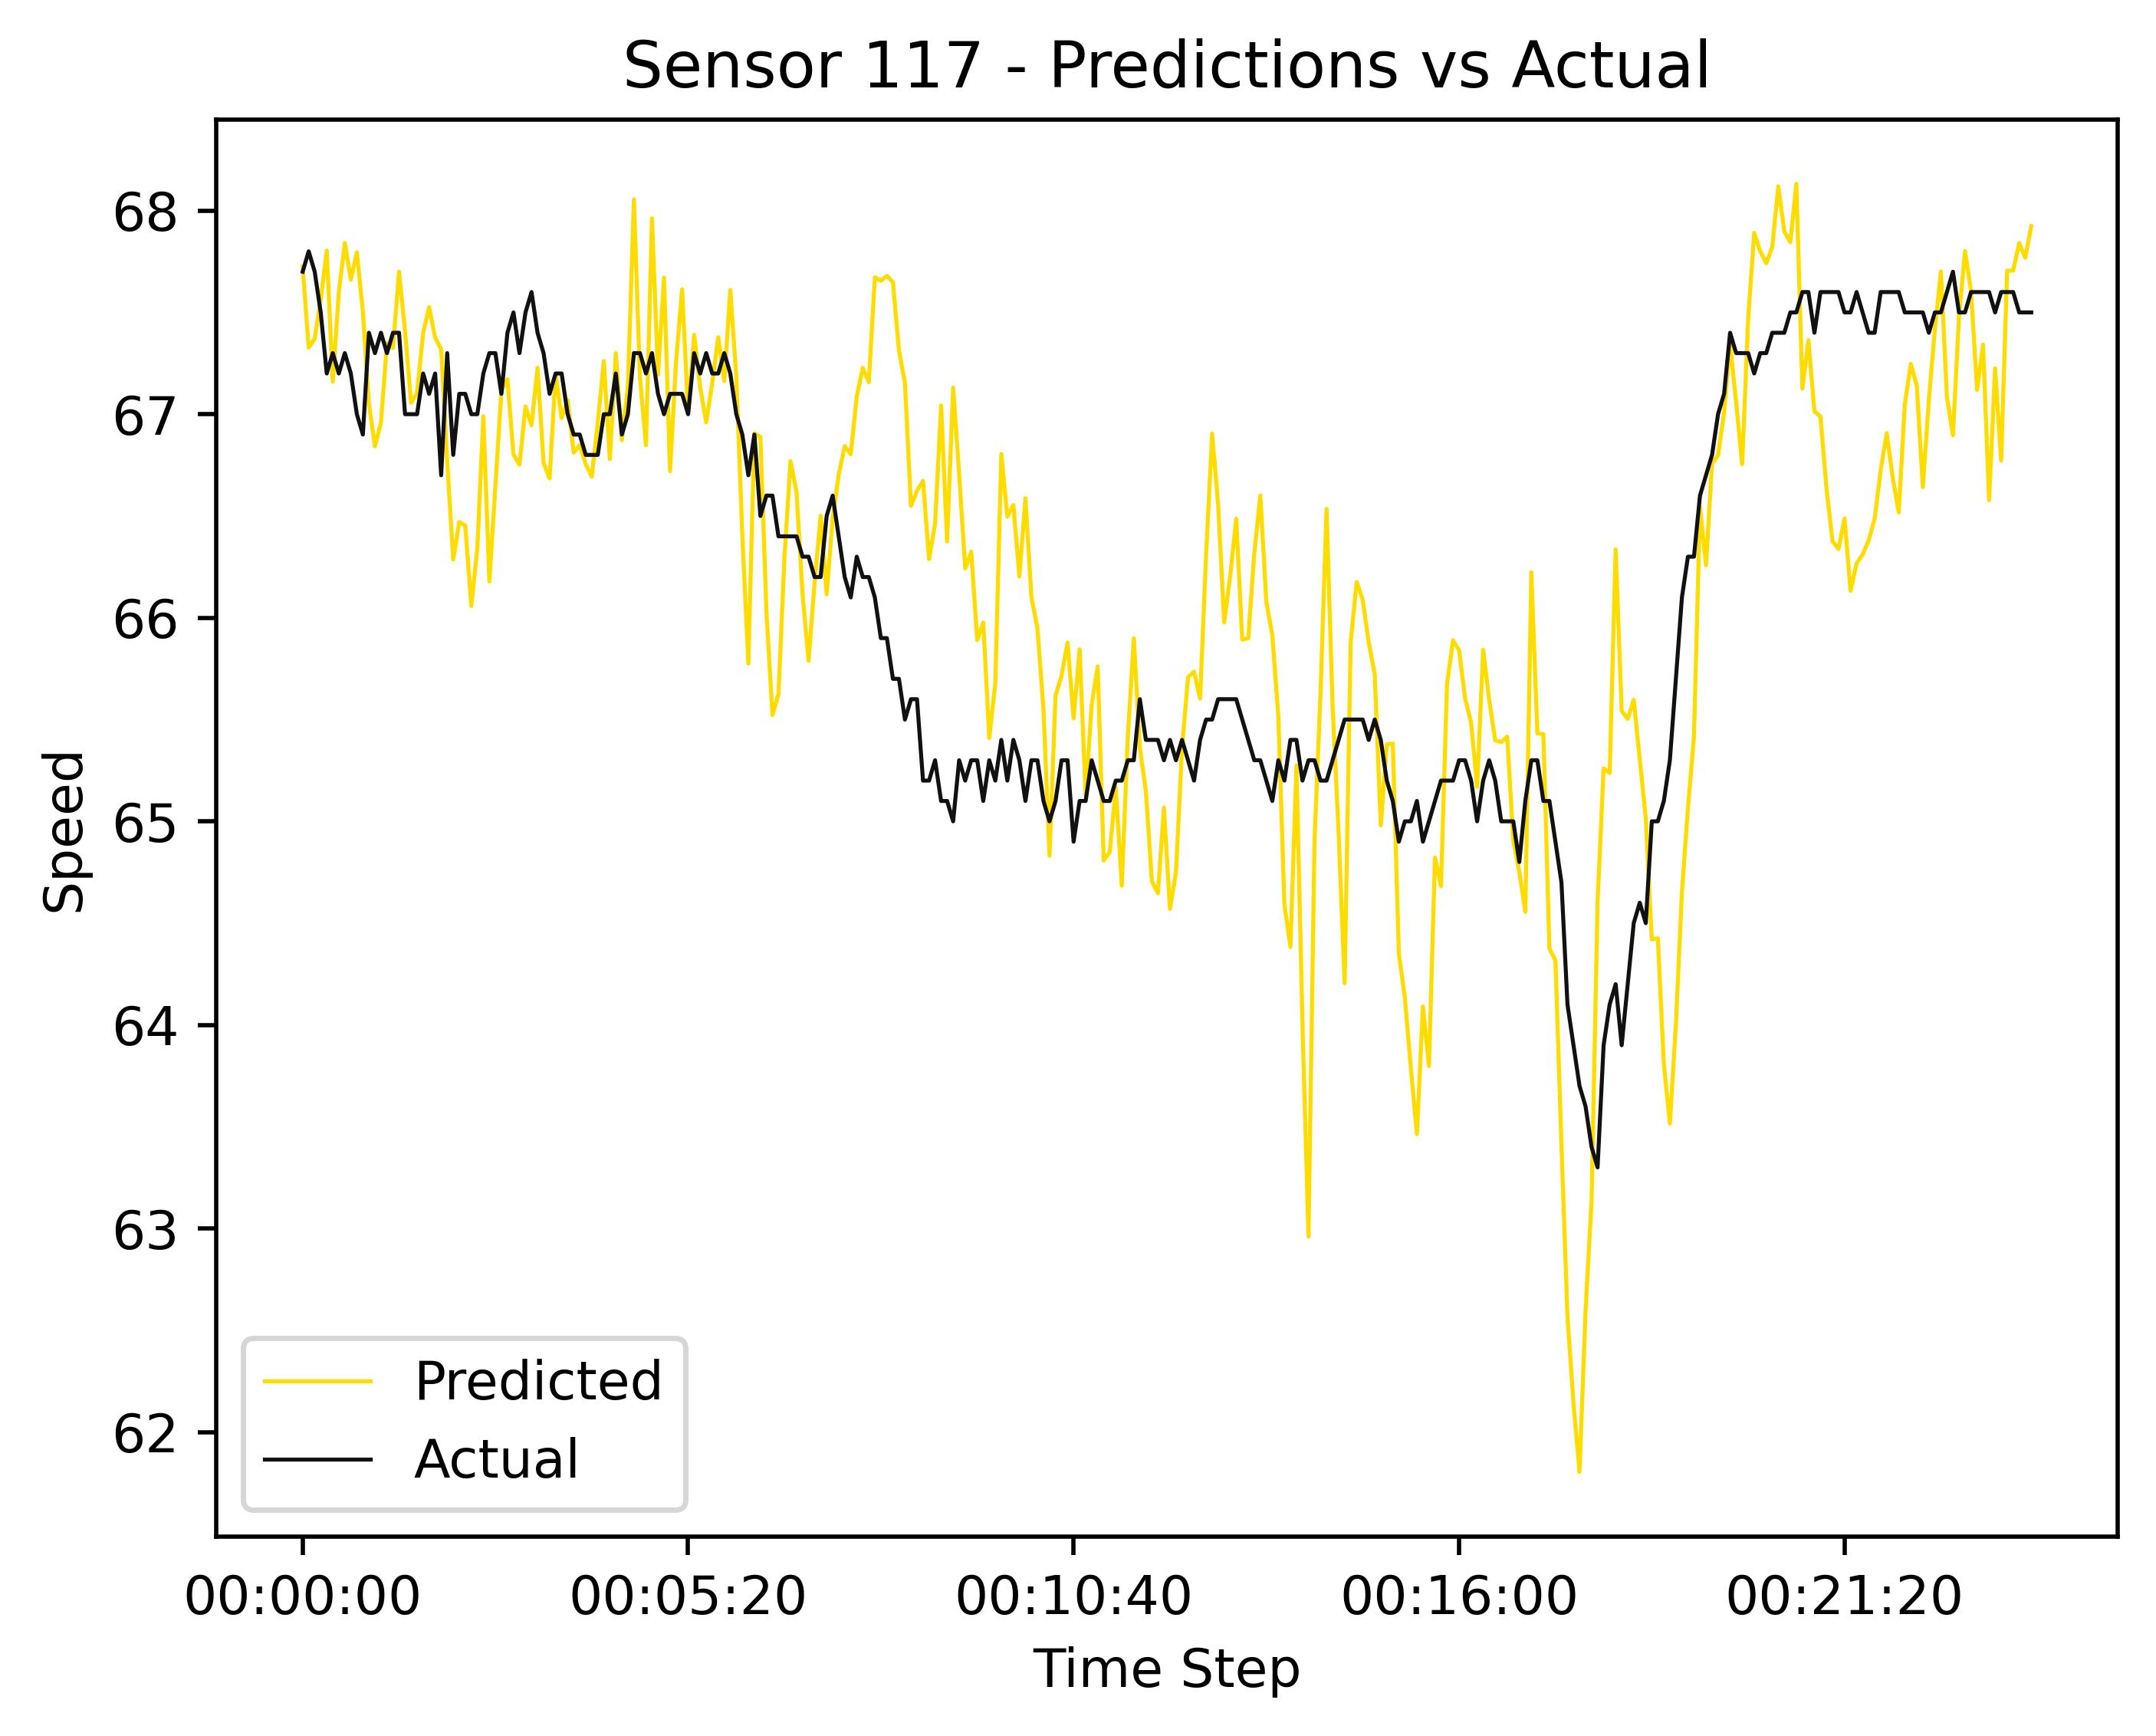 Sensor 117 - Predictions vs Actual
68
67
66
65
64
63
62
Speed
Predicted
Actual
00:00:00 00:05:20 00:10:40 00:16:00 00:21:20
Time Step